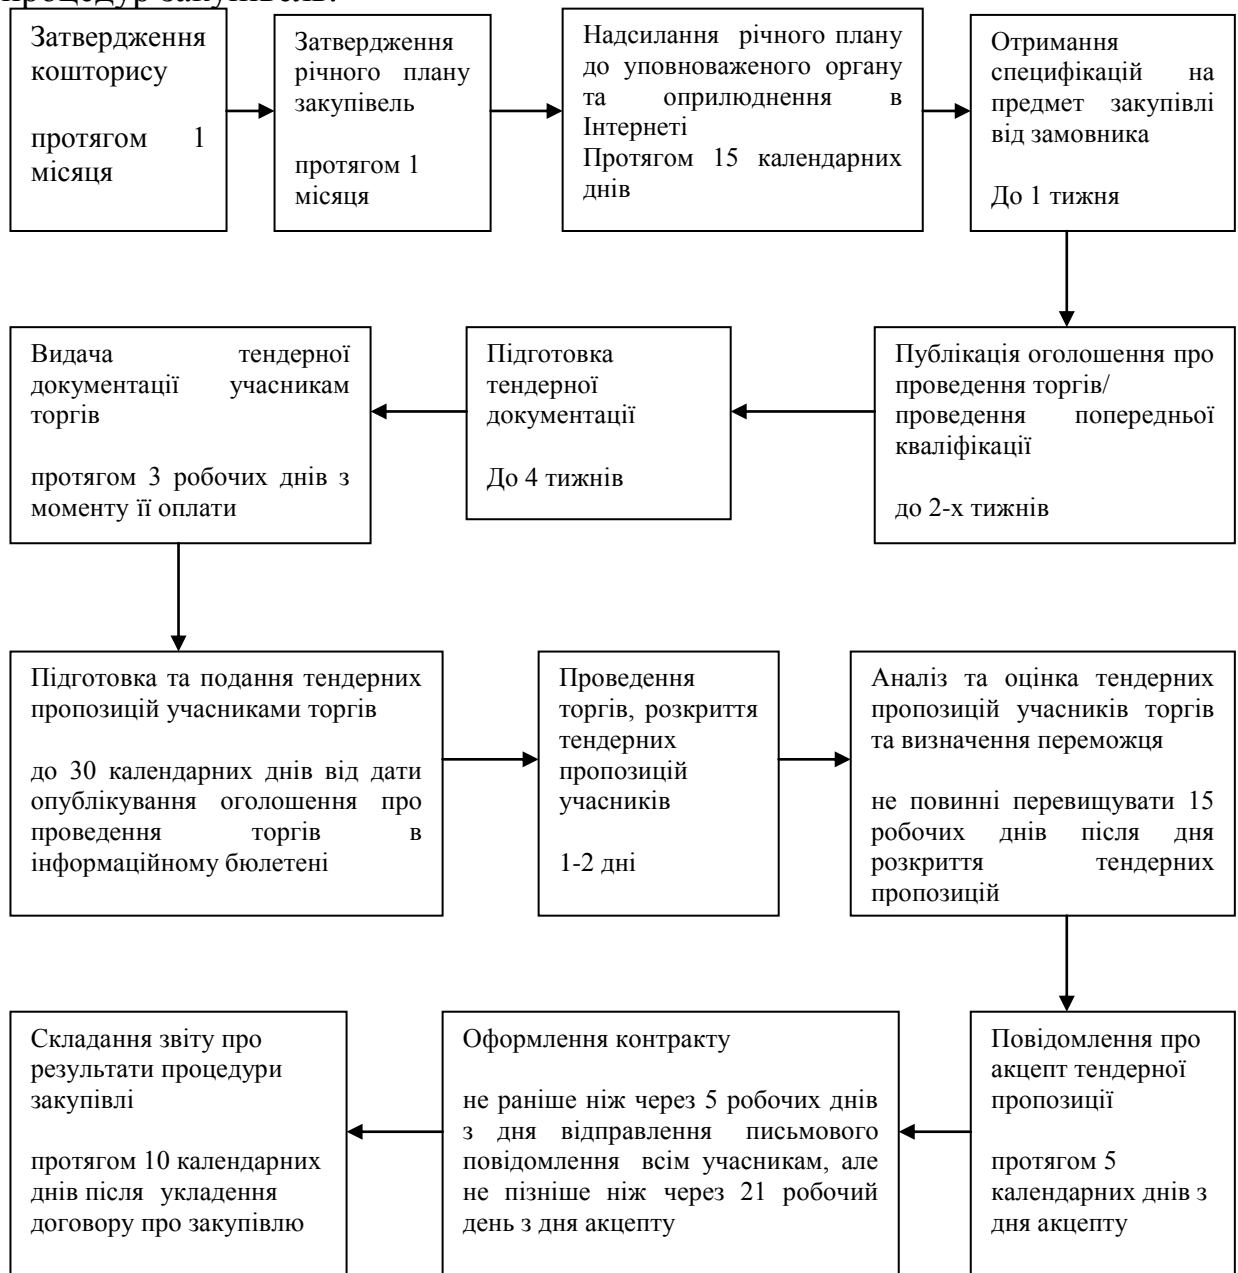 процедур закупівель.
Затвердження
кошторису
протягом 1
місяця
Затвердження
річного плану
закупівель
протягом 1
місяця
Надсилання річного плану
до уповноваженого органу
та оприлюднення в
Інтернеті
Протягом 15 календарних
днів
Отримання
специфікацій на
предмет закупівлі
від замовника
До 1 тижня
Публікація оголошення про
проведення торгів/
проведення попередньої
кваліфікації
до 2-х тижнів
Підготовка
тендерної
документації
До 4 тижнів
Видача тендерної
документації учасникам
торгів
протягом 3 робочих днів з
моменту її оплати
Підготовка та подання тендерних
пропозицій учасниками торгів
до 30 календарних днів від дати
опублікування оголошення про
проведення торгів в
інформаційному бюлетені
Проведення
торгів, розкриття
тендерних
пропозицій
учасників
1-2 дні
Аналіз та оцінка тендерних
пропозицій учасників торгів
та визначення переможця
не повинні перевищувати 15
робочих днів після дня
розкриття тендерних
пропозицій
Повідомлення про
акцепт тендерної
пропозиції
протягом 5
календарних днів з
дня акцепту
Оформлення контракту
не раніше ніж через 5 робочих днів
з дня відправлення письмового
повідомлення всім учасникам, але
не пізніше ніж через 21 робочий
день з дня акцепту
Складання звіту про
результати процедури
закупівлі
протягом 10 календарних
днів після укладення
договору про закупівлю